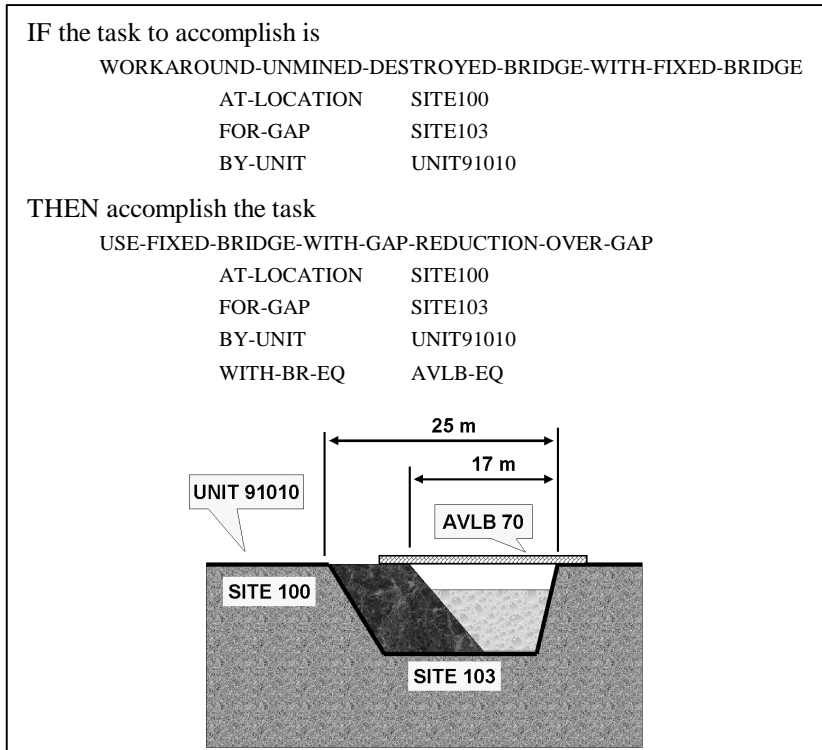 IF the task to accomplish is
WORKAROUND-UNMINED-DESTROYED-BRIDGE-WITH-FIXED-BRIDGE
AT-LOCATION SITE100
FOR-GAP SITE103
BY-UNIT UNIT91010
THEN accomplish the task
USE-FIXED-BRIDGE-WITH-GAP-REDUCTION-OVER-GAP
AT-LOCATION SITE100
FOR-GAP SITE103
BY-UNIT UNIT91010
WITH-BR-EQ AVLB-EQ
25 m
17 m
UNIT 91010
AVLB 70
SITE 100
SITE 103